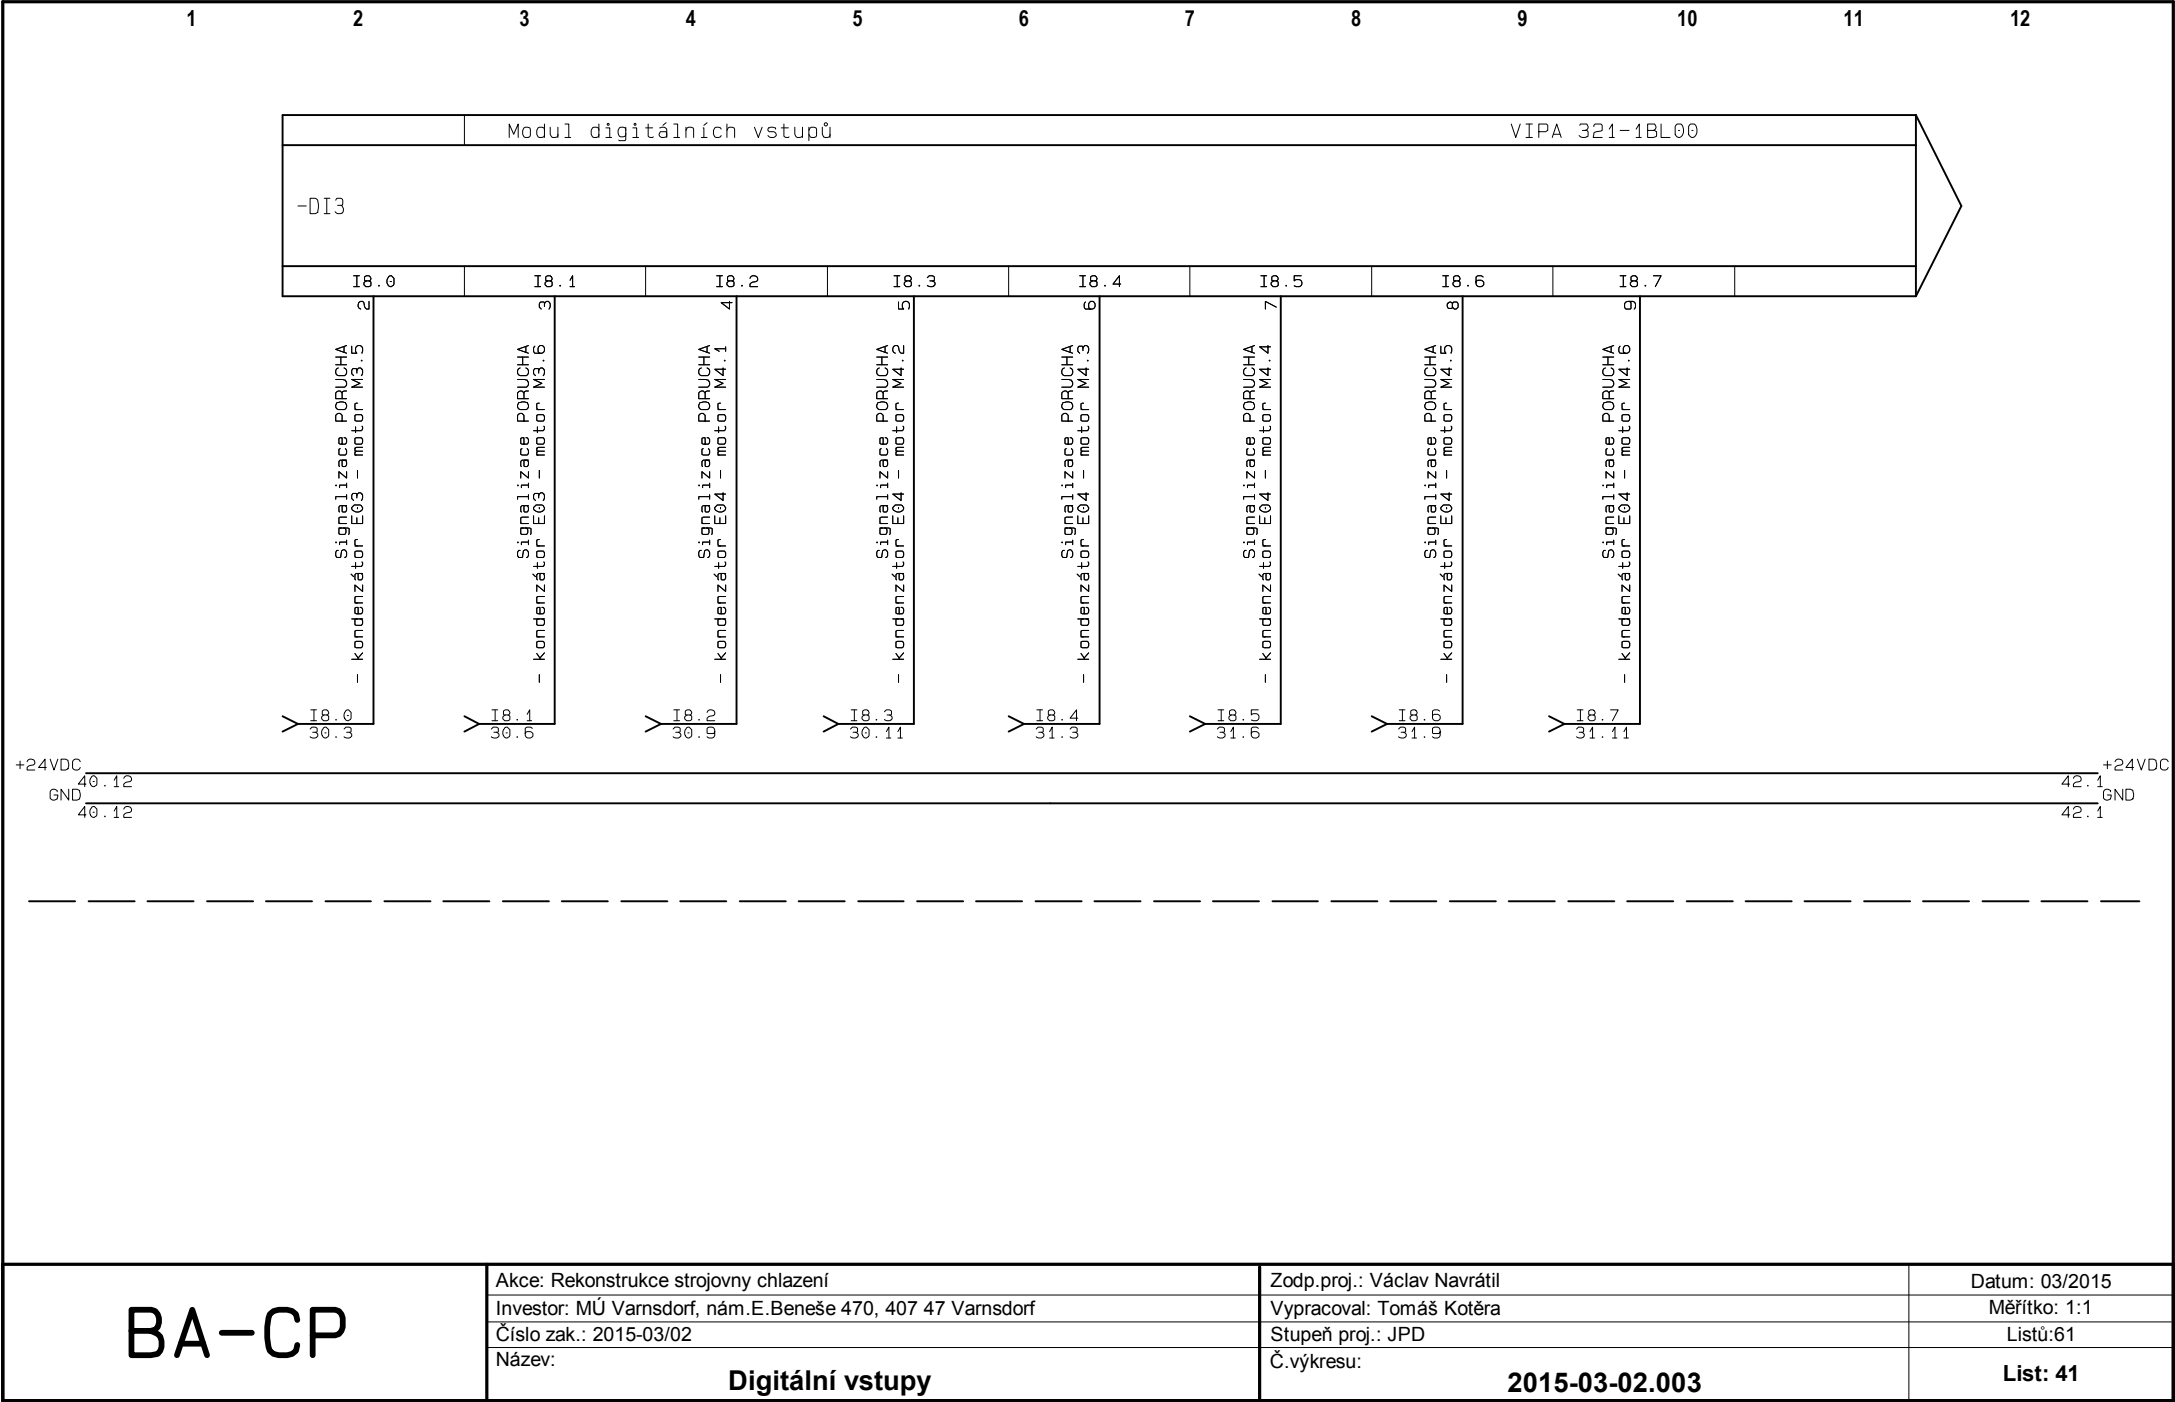 1 2 3 4 5 6 7 8 9 10 11 12
Modul digitálních vstupů VIPA 321-1BL00
-DI3
I8.0 I8.1 I8.2 I8.3 I8.4 I8.5 I8.6 I8.7
2 3 4 5 6 7 8 9
Signalizace PORUCHA
- kondenzátor E03 - motor M3.5
Signalizace PORUCHA
- kondenzátor E03 - motor M3.6
Signalizace PORUCHA
- kondenzátor E04 - motor M4.1
Signalizace PORUCHA
- kondenzátor E04 - motor M4.2
Signalizace PORUCHA
- kondenzátor E04 - motor M4.3
Signalizace PORUCHA
- kondenzátor E04 - motor M4.4
Signalizace PORUCHA
- kondenzátor E04 - motor M4.5
Signalizace PORUCHA
- kondenzátor E04 - motor M4.6
I8.0 I8.1 I8.2 I8.3 I8.4 I8.5 I8.6 I8.7
30.3 30.6 30.9 30.11 31.3 31.6 31.9 31.11
+24VDC +24VDC
40.12 42.1
GND GND
40.12 42.1
BA-CP
Akce: Rekonstrukce strojovny chlazení
Investor: MÚ Varnsdorf, nám.E.Beneše 470, 407 47 Varnsdorf
Číslo zak.: 2015-03/02
Název:
Digitální vstupy
Zodp.proj.: Václav Navrátil
Vypracoval: Tomáš Kotěra
Stupeň proj.: JPD
Č.výkresu:
2015-03-02.003
Datum: 03/2015
Měřítko: 1:1
Listů:61
List: 41